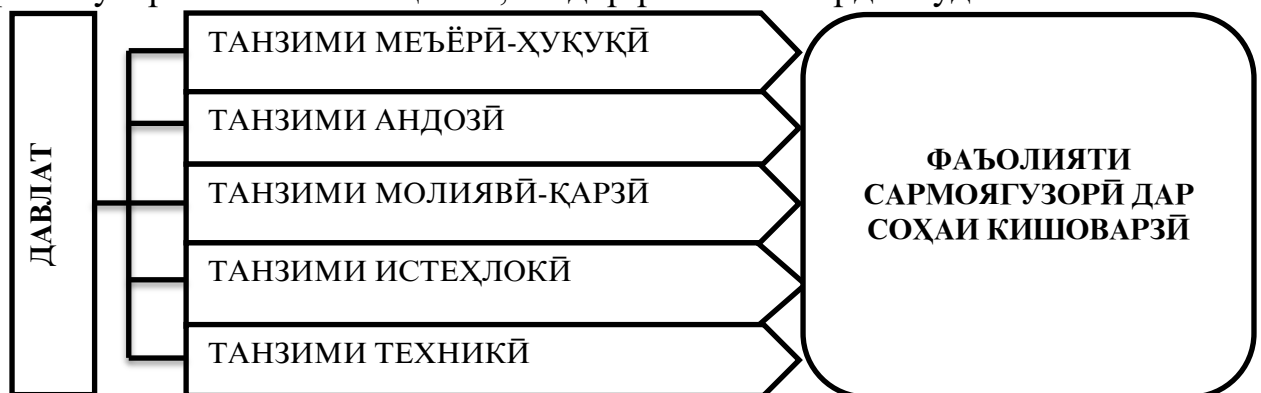 ДАВЛАТ
ТАНЗИМИ МЕЪЁРӢ-ҲУҚУҚӢ
ТАНЗИМИ АНДОЗӢ
ТАНЗИМИ МОЛИЯВӢ-ҚАРЗӢ
ТАНЗИМИ ИСТЕҲЛОКӢ
ТАНЗИМИ ТЕХНИКӢ
ФАЪОЛИЯТИ
САРМОЯГУЗОРӢ ДАР
СОҲАИ КИШОВАРЗӢ